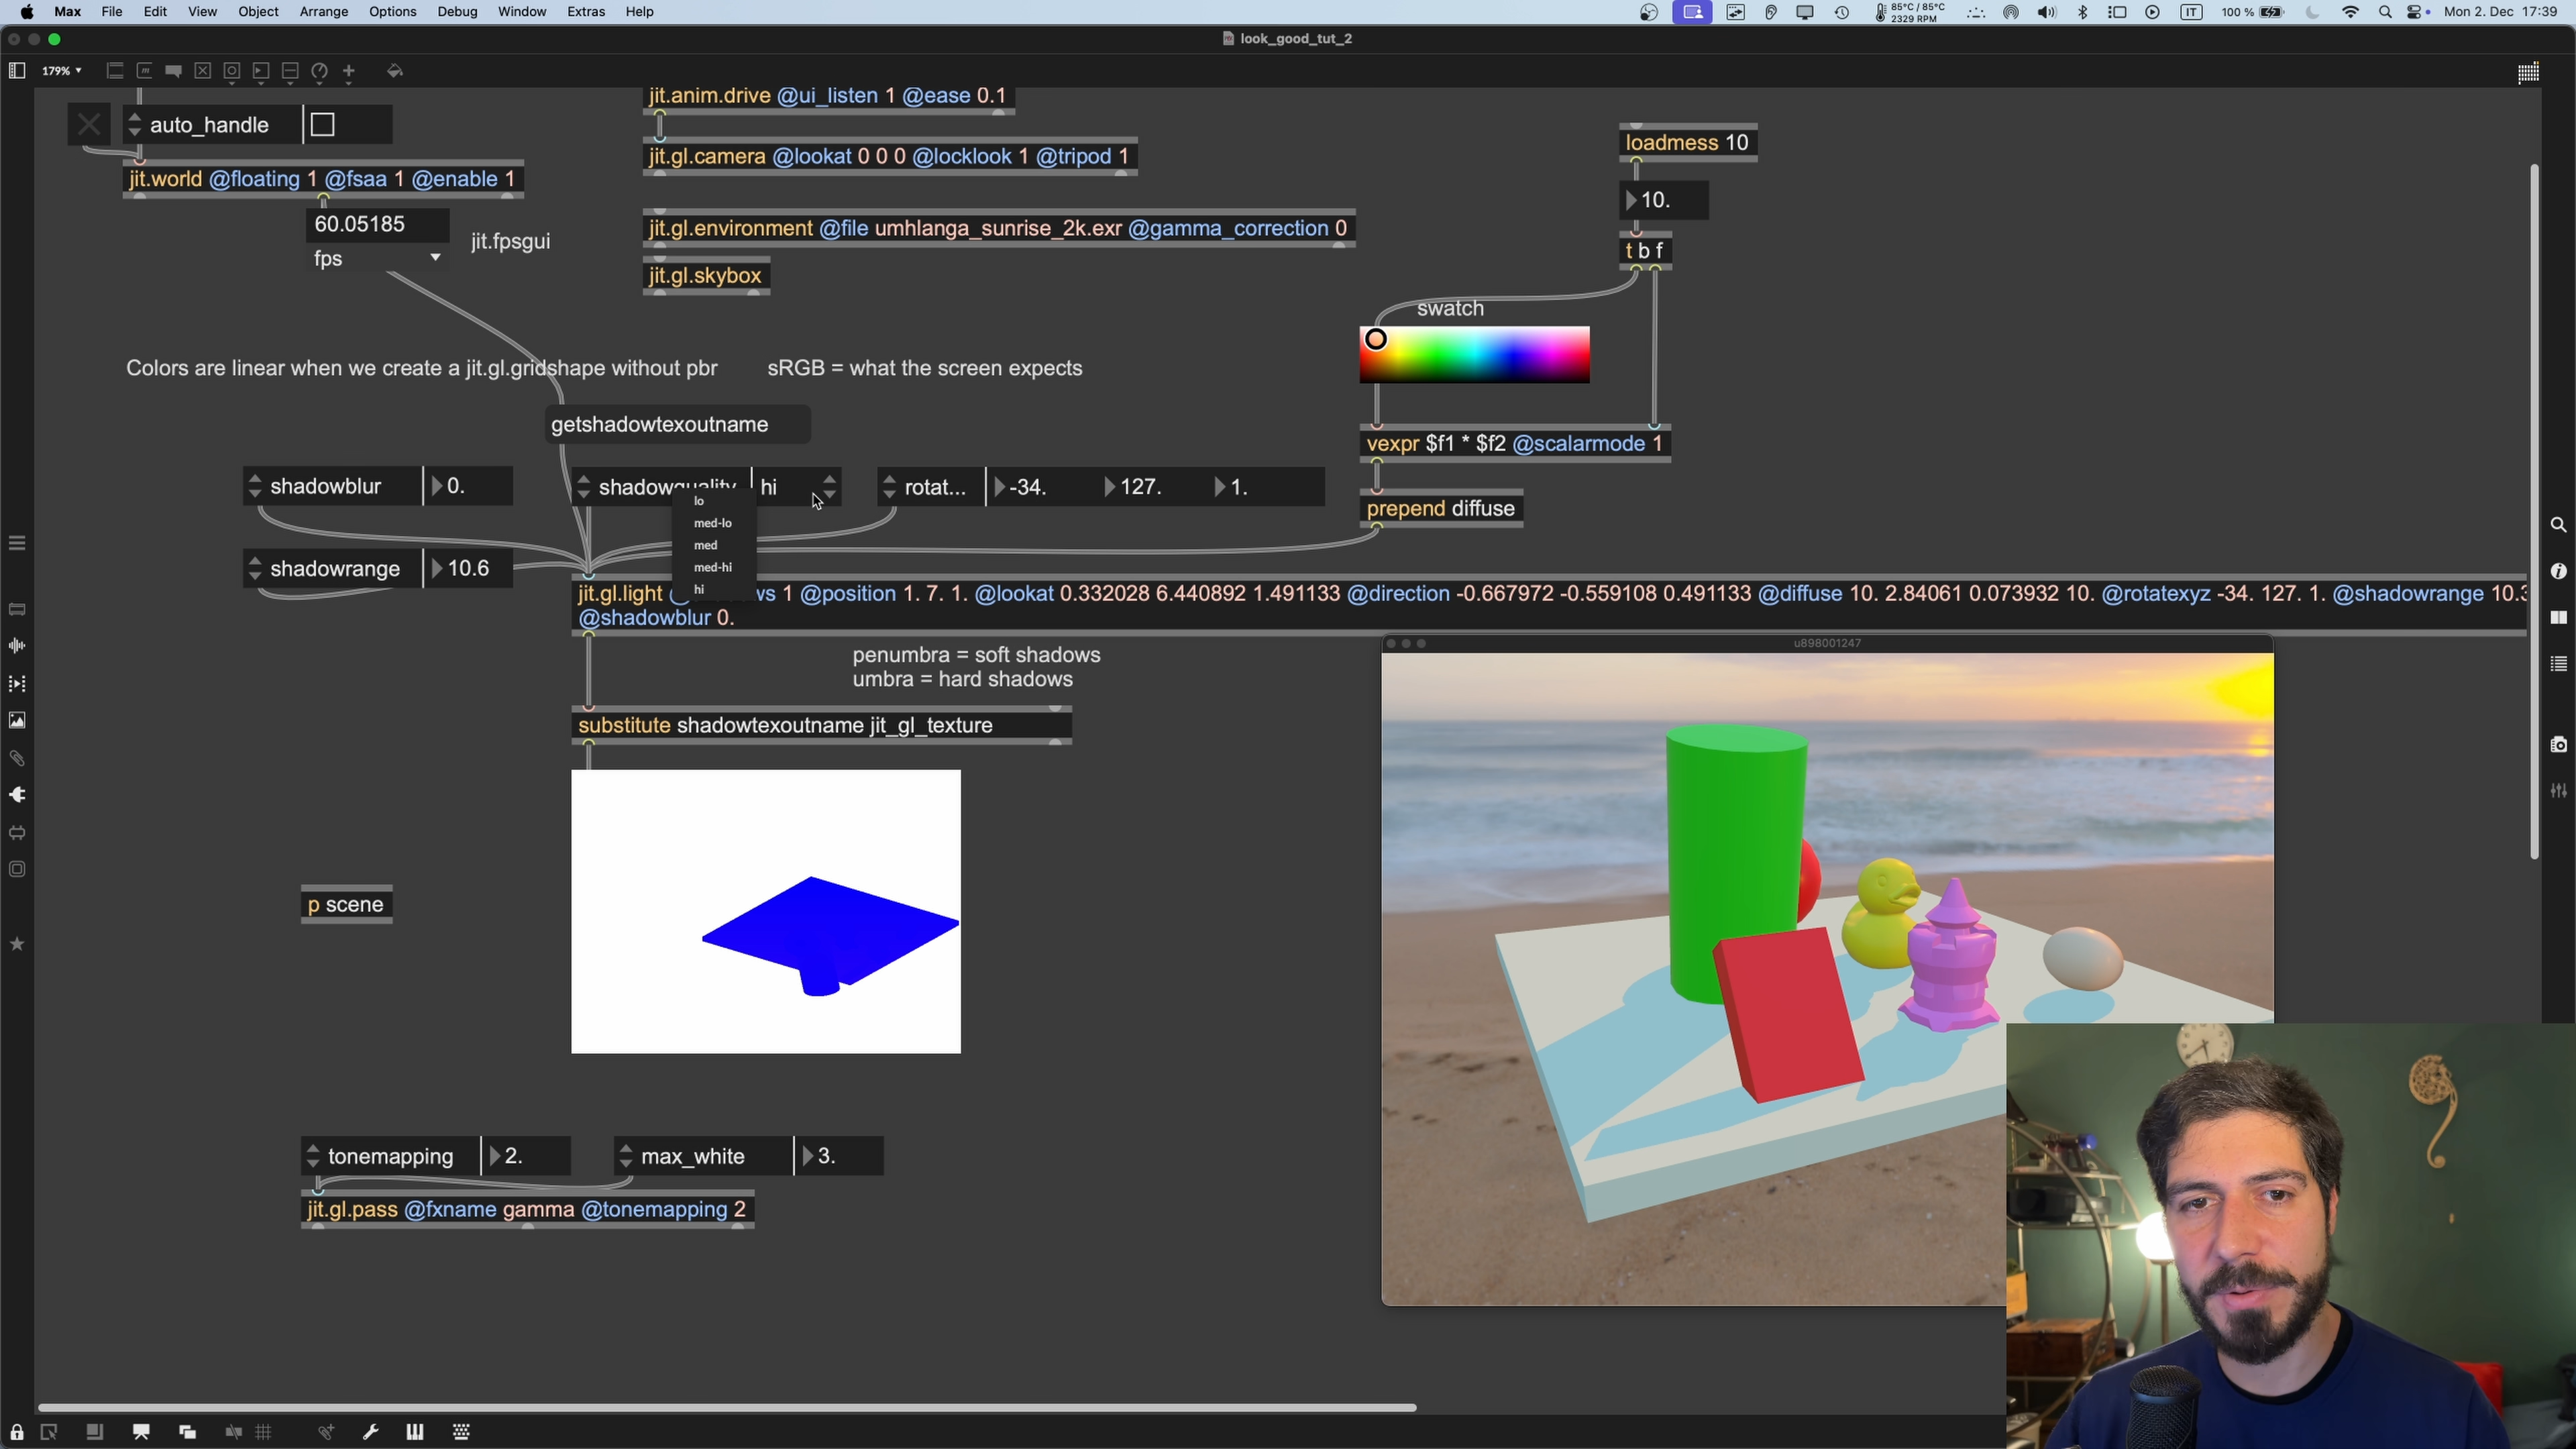 Max File Edit View Object Arrange Options Debug Window Extras Help
85°C / 85°C
2329 RPM
IT
100 %
Mon 2. Dec 17:39
look_good_tut_2
179%
jit.anim.drive @ui_listen 1 @ease 0.1
auto_handle
jit.gl.camera @lookat 0 0 0 @locklook 1 @tripod 1
loadmess 10
jit.world @floating 1 @fsaa 1 @enable 1
10.
60.05185
jit.fpsgui
fps
jit.gl.environment @file umhlanga_sunrise_2k.exr @gamma_correction 0
t b f
jit.gl.skybox
swatch
Colors are linear when we create a jit.gl.gridshape without pbr
sRGB = what the screen expects
getshadowtexoutname
vexpr $f1 * $f2 @scalarmode 1
shadowblur 0.
shadowquality hi
rotat... -34. 127. 1.
lo
med-lo
med
med-hi
hi
prepend diffuse
shadowrange 10.6
jit.gl.light 1 @position 1. 7. 1. @lookat 0.332028 6.440892 1.491133 @direction -0.667972 -0.559108 0.491133 @diffuse 10. 2.84061 0.073932 10. @rotatexyz -34. 127. 1. @shadowrange
@shadowblur 0.
penumbra = soft shadows
umbra = hard shadows
u898001247
substitute shadowtexoutname jit_gl_texture
p scene
tonemapping 2.
max_white 3.
jit.gl.pass @fxname gamma @tonemapping 2